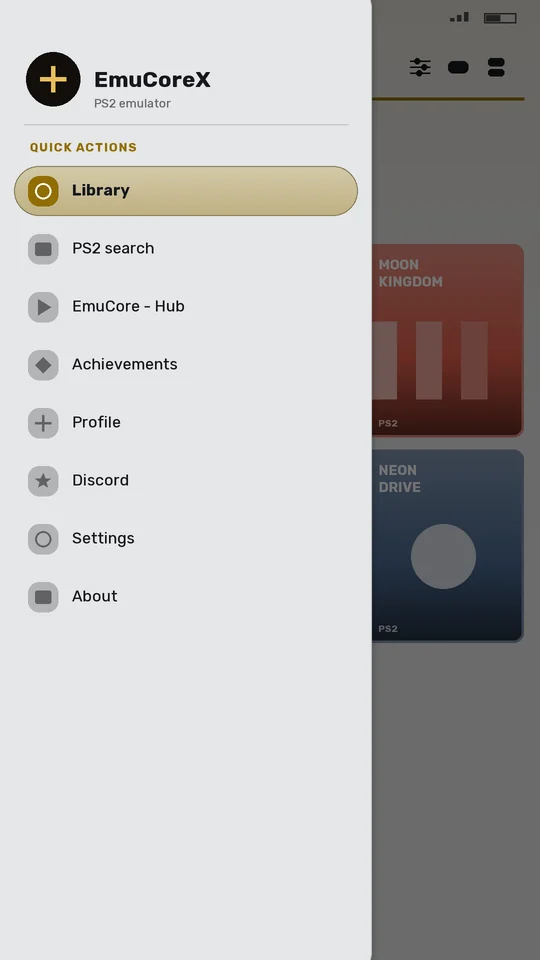 EmuCoreX
PS2 emulator
QUICK ACTIONS
Library
PS2 search
EmuCore - Hub
Achievements
Profile
Discord
Settings
About
MOON
KINGDOM
PS2
NEON
DRIVE
PS2